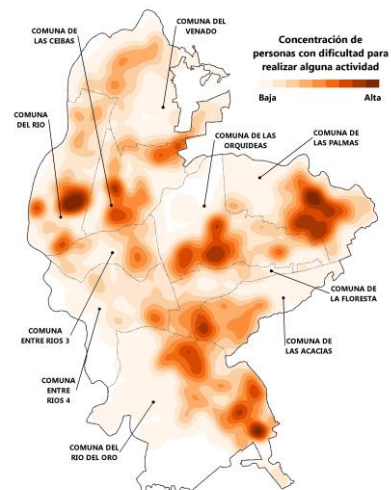 COMUNA DEL
VENADO
COMUNA DE
LAS CEIBAS
Concentración de
personas con dificultad para
realizar alguna actividad
Baja Alta
COMUNA
DEL RIO
COMUNA DE LAS
ORQUIDEAS
COMUNA DE
LAS PALMAS
COMUNA DE
LA FLORESTA
COMUNA
ENTRE RIOS 3
COMUNA DE
LAS ACACIAS
COMUNA
ENTRE
RIOS 4
COMUNA DEL
RIO DEL ORO